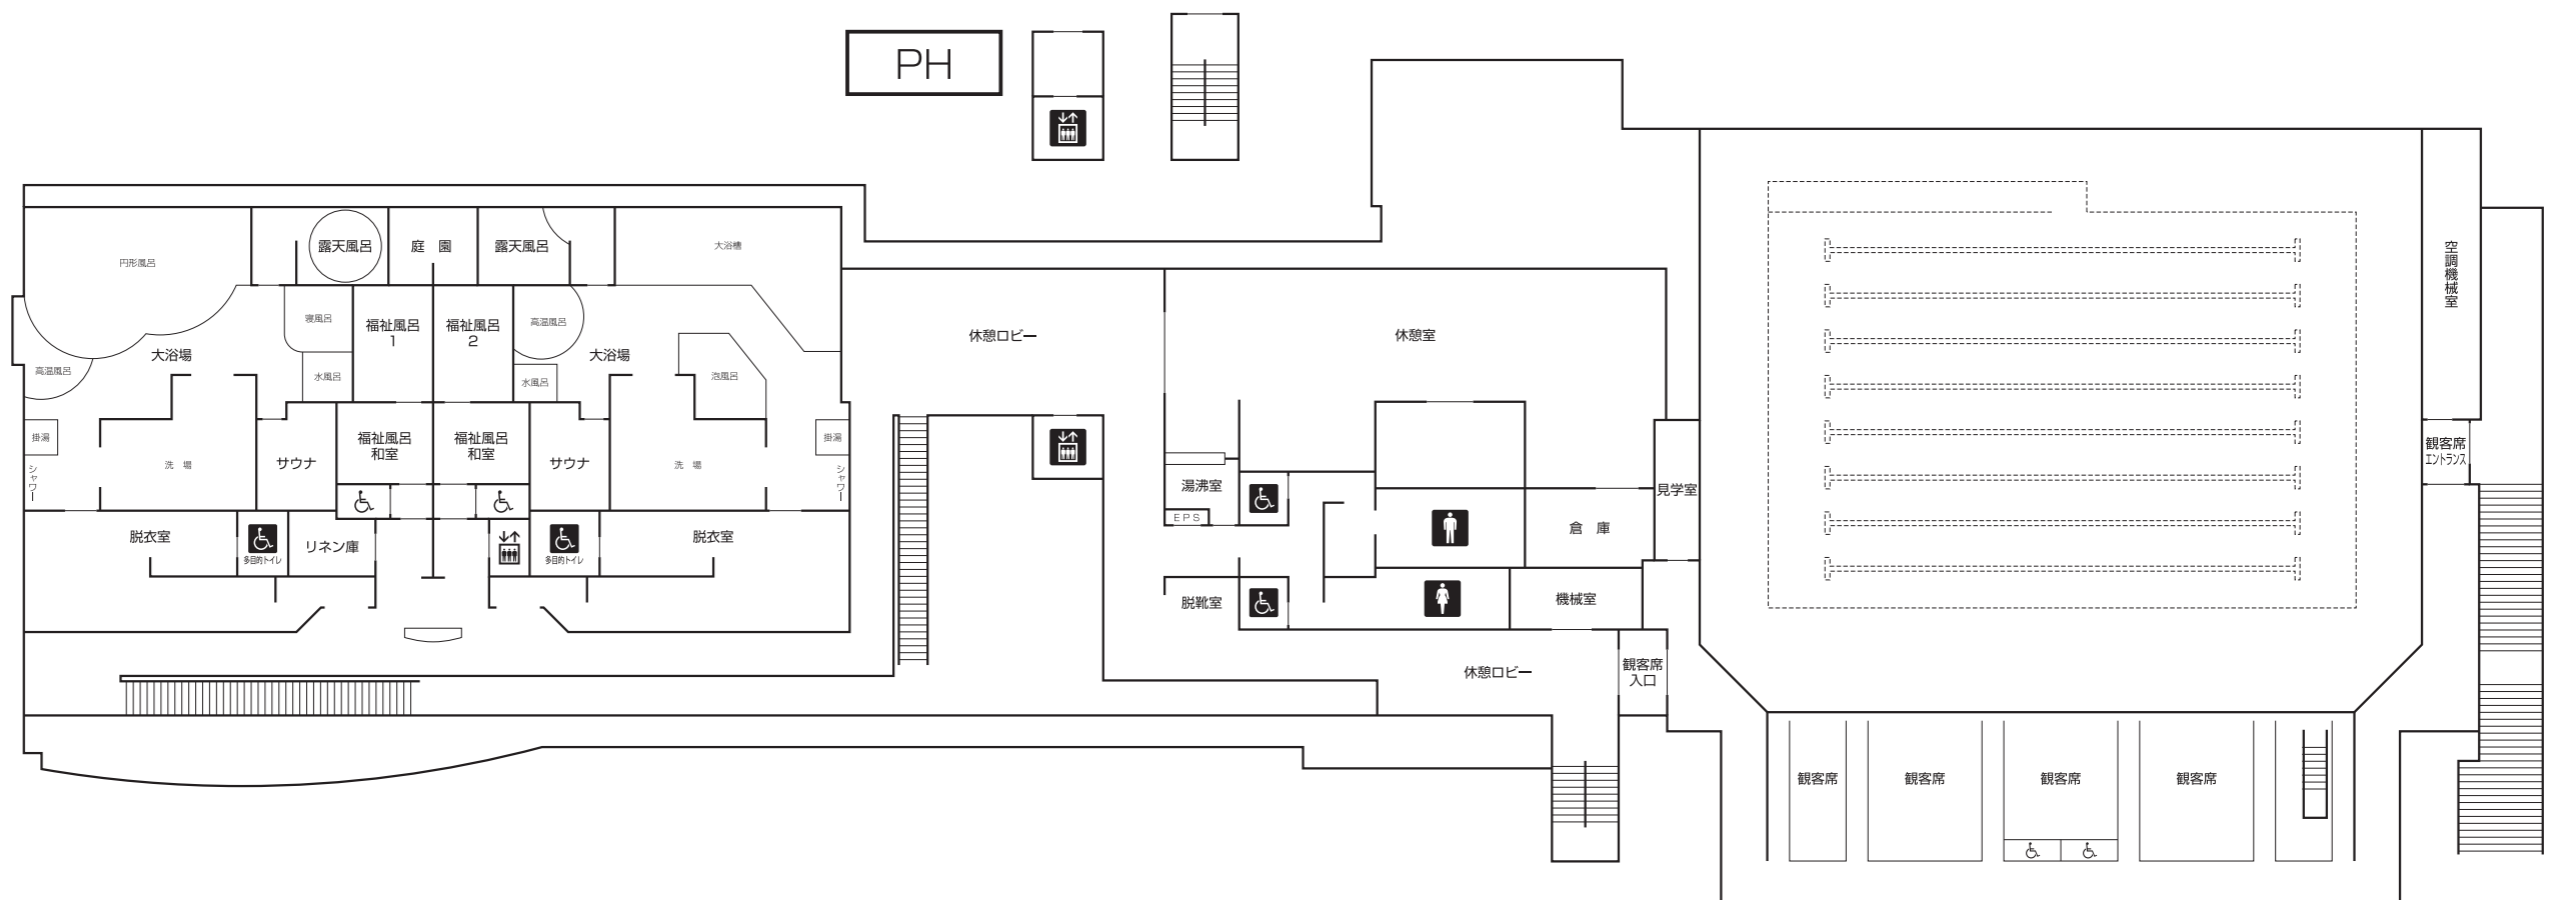 PH
露天風呂
庭 園
露天風呂
大浴槽
円形風呂
寝風呂
福祉風呂
1
福祉風呂
2
高温風呂
大浴場
大浴場
高温風呂
水風呂
水風呂
泡風呂
掛湯
シャワー
洗 場
サウナ
福祉風呂
和室
福祉風呂
和室
サウナ
洗 場
掛湯
シャワー
脱衣室
多目的トイレ
リネン庫
多目的トイレ
脱衣室
休憩ロビー
休憩室
湯沸室
EPS
脱靴室
倉 庫
機械室
見学室
休憩ロビー
観客席
入口
空調機械室
観客席
エントランス
観客席
観客席
観客席
観客席